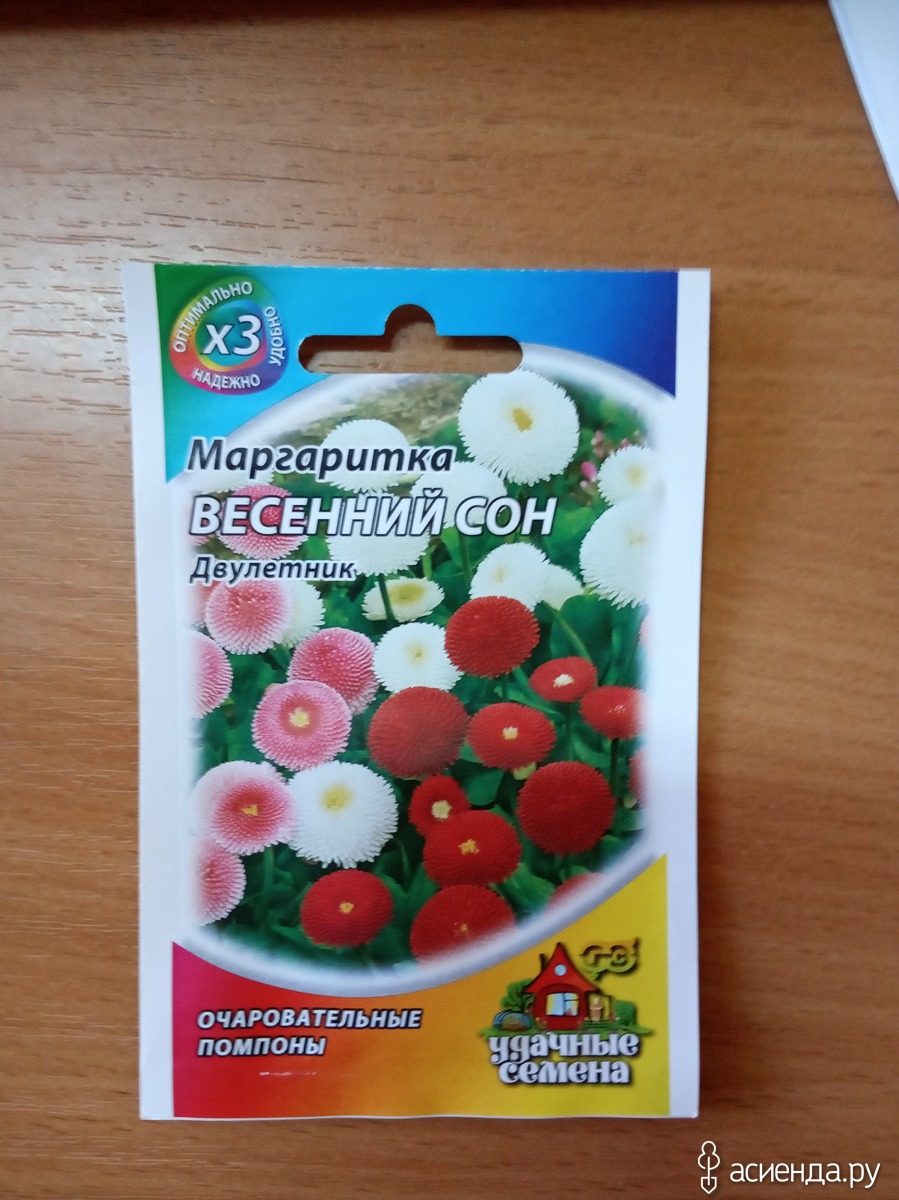 ОПТИМАЛЬНО
х3
УДОБНО
НАДЕЖНО
Маргаритка
ВЕСЕННИЙ СОН
Двулетник
ОЧАРОВАТЕЛЬНЫЕ
ПОМПОНЫ
удачные
семена
асиенда.ру